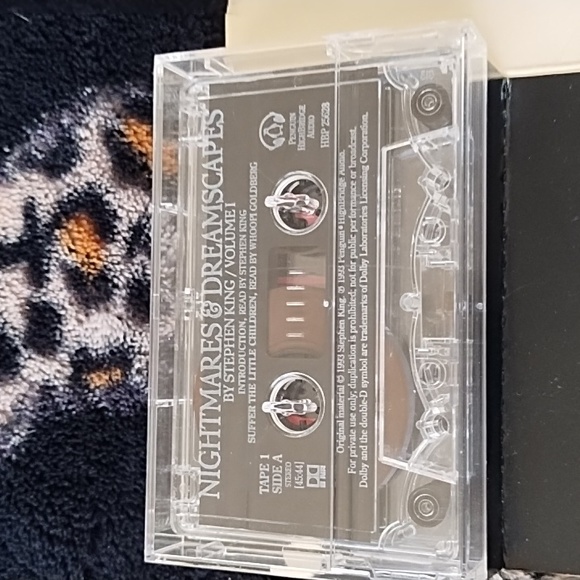 NIGHTMARES & DREAMSCAPES
BY STEPHEN KING / VOLUME I
INTRODUCTION, READ BY STEPHEN KING
SUFFER THE LITTLE CHILDREN, READ BY WHOOPI GOLDBERG
PENGUIN
HIGHBRIDGE
AUDIO
HBP 25628
TAPE 1
SIDE A
STEREO
[45:44]
Original material © 1993 Stephen King. ℗ 1993 Penguin • HighBridge Audio.
For private use only; duplication is prohibited; not for public performance or broadcast.
Dolby and the double-D symbol are trademarks of Dolby Laboratories Licensing Corporation.